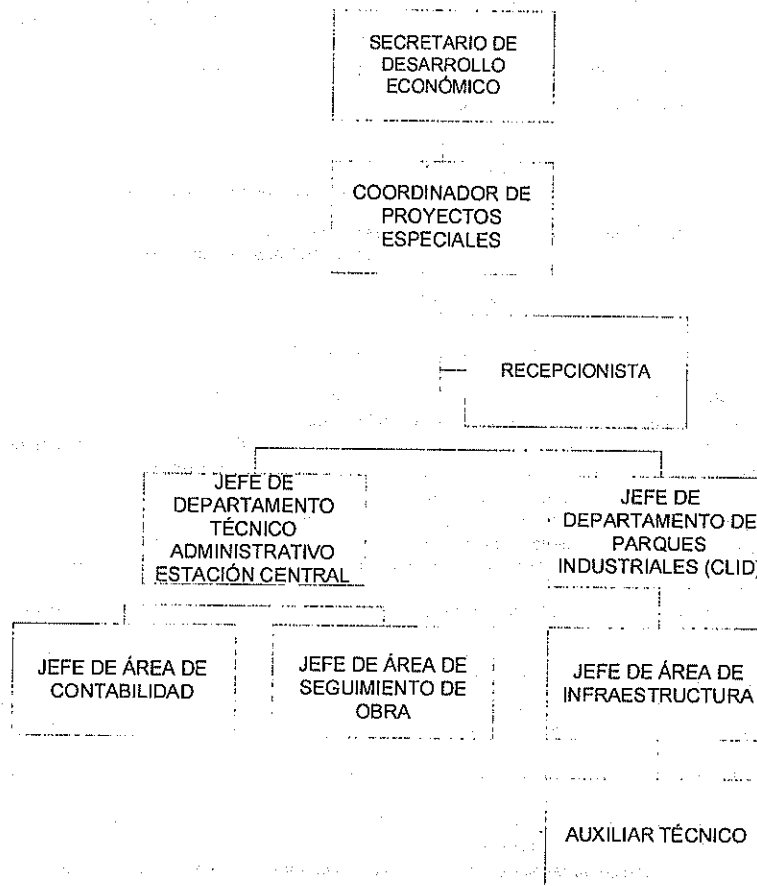 SECRETARIO DE
DESARROLLO
ECONÓMICO
COORDINADOR DE
PROYECTOS
ESPECIALES
RECEPCIONISTA
JEFE DE
DEPARTAMENTO
TÉCNICO
ADMINISTRATIVO
ESTACIÓN CENTRAL
JEFE DE
DEPARTAMENTO DE
PARQUES
INDUSTRIALES (CLID)
JEFE DE ÁREA DE
CONTABILIDAD
JEFE DE ÁREA DE
SEGUIMIENTO DE
OBRA
JEFE DE ÁREA DE
INFRAESTRUCTURA
AUXILIAR TÉCNICO